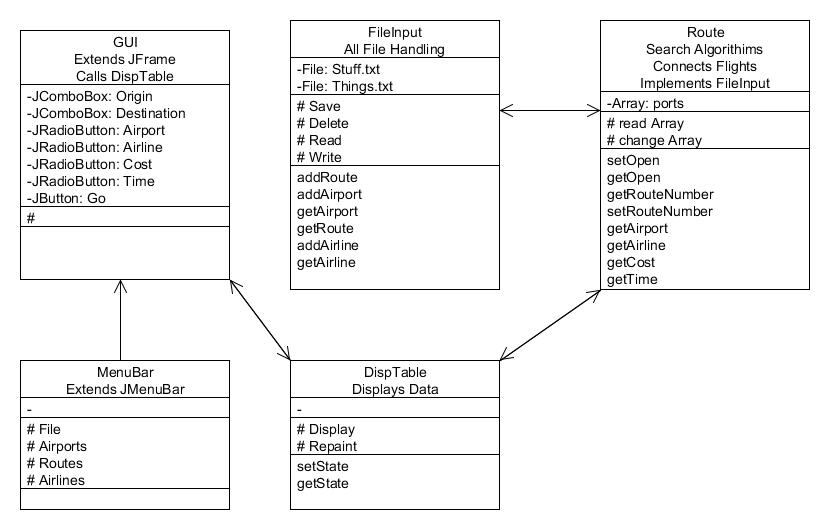 GUI
Extends JFrame
Calls DispTable
-JComboBox: Origin
-JComboBox: Destination
-JRadioButton: Airport
-JRadioButton: Airline
-JRadioButton: Cost
-JRadioButton: Time
-JButton: Go
#
FileInput
All File Handling
-File: Stuff.txt
-File: Things.txt
# Save
# Delete
# Read
# Write
addRoute
addAirport
getAirport
getRoute
addAirline
getAirline
Route
Search Algorithims
Connects Flights
Implements FileInput
-Array: ports
# read Array
# change Array
setOpen
getOpen
getRouteNumber
setRouteNumber
getAirport
getAirline
getCost
getTime
MenuBar
Extends JMenuBar
-
# File
# Airports
# Routes
# Airlines
DispTable
Displays Data
-
# Display
# Repaint
setState
getState